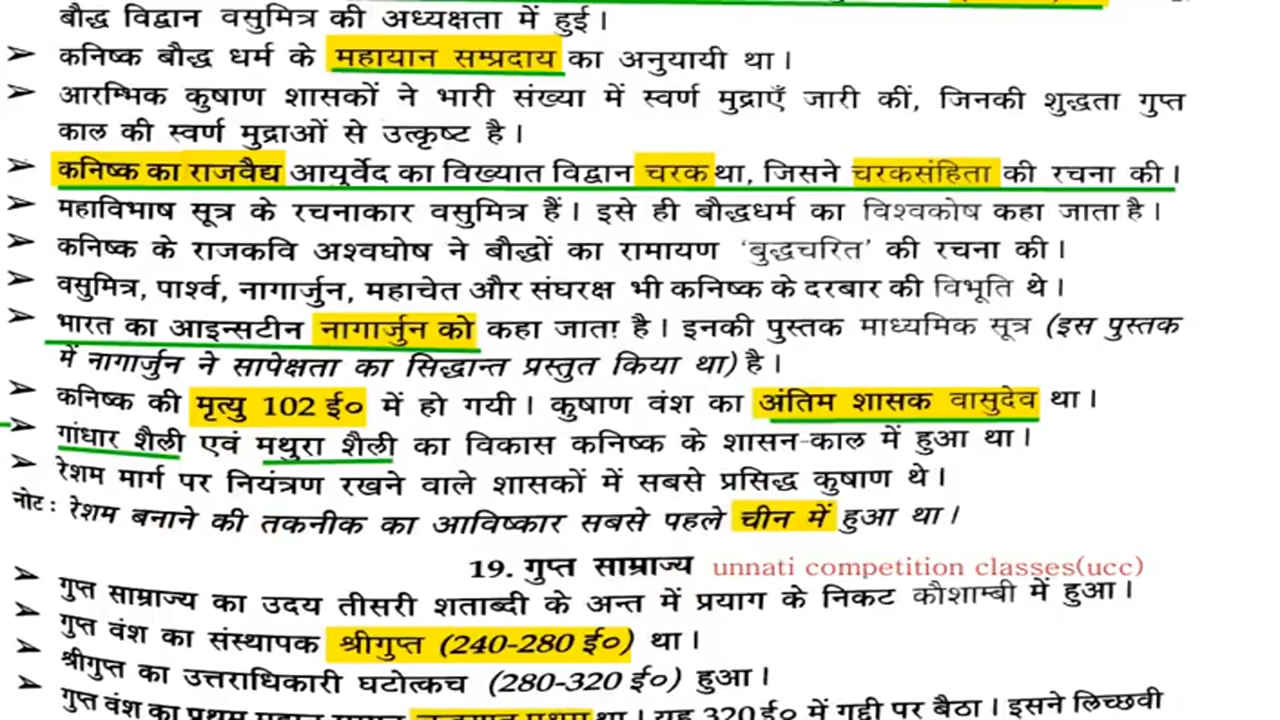 बौद्ध विद्वान वसुमित्र की अध्यक्षता में हुई।
➤ कनिष्क बौद्ध धर्म के महायान सम्प्रदाय का अनुयायी था।
➤ आरम्भिक कुषाण शासकों ने भारी संख्या में स्वर्ण मुद्राएँ जारी कीं, जिनकी शुद्धता गुप्त
काल की स्वर्ण मुद्राओं से उत्कृष्ट है।
➤ कनिष्क का राजवैद्य आयुर्वेद का विख्यात विद्वान चरक था, जिसने चरकसंहिता की रचना की।
➤ महाविभाष सूत्र के रचनाकार वसुमित्र हैं। इसे ही बौद्धधर्म का विश्वकोष कहा जाता है।
➤ कनिष्क के राजकवि अश्वघोष ने बौद्धों का रामायण 'बुद्धचरित' की रचना की।
➤ वसुमित्र, पार्श्व, नागार्जुन, महाचेत और संघरक्ष भी कनिष्क के दरबार की विभूति थे।
➤ भारत का आइन्सटीन नागार्जुन को कहा जाता है। इनकी पुस्तक माध्यमिक सूत्र (इस पुस्तक
में नागार्जुन ने सापेक्षता का सिद्धान्त प्रस्तुत किया था) है।
➤ कनिष्क की मृत्यु 102 ई० में हो गयी। कुषाण वंश का अंतिम शासक वासुदेव था।
➤ गांधार शैली एवं मथुरा शैली का विकास कनिष्क के शासन-काल में हुआ था।
➤ रेशम मार्ग पर नियंत्रण रखने वाले शासकों में सबसे प्रसिद्ध कुषाण थे।
नोट: रेशम बनाने की तकनीक का आविष्कार सबसे पहले चीन में हुआ था।
19. गुप्त साम्राज्य unnati competition classes(ucc)
➤ गुप्त साम्राज्य का उदय तीसरी शताब्दी के अन्त में प्रयाग के निकट कौशाम्बी में हुआ।
➤ गुप्त वंश का संस्थापक श्रीगुप्त (240-280 ई०) था।
➤ श्रीगुप्त का उत्तराधिकारी घटोत्कच (280-320 ई०) हुआ।
➤ गुप्त वंश का प्रथम महान था। यह 320 ई० में गद्दी पर बैठा। इसने लिच्छवी